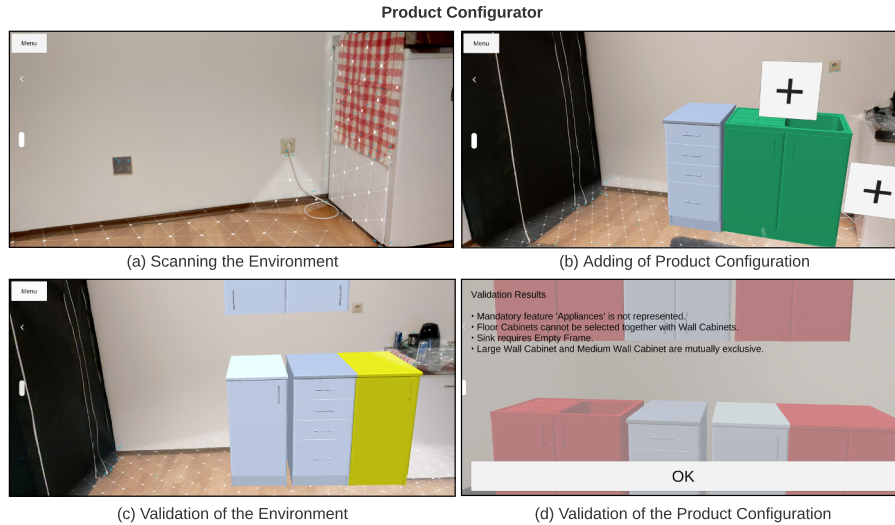 Product Configurator
Menu
Menu
(a) Scanning the Environment
(b) Adding of Product Configuration
Menu
Validation Results
• Mandatory feature 'Appliances' is not represented.
• Floor Cabinets cannot be selected together with Wall Cabinets.
• Sink requires Empty Frame.
• Large Wall Cabinet and Medium Wall Cabinet are mutually exclusive.
OK
(c) Validation of the Environment
(d) Validation of the Product Configuration